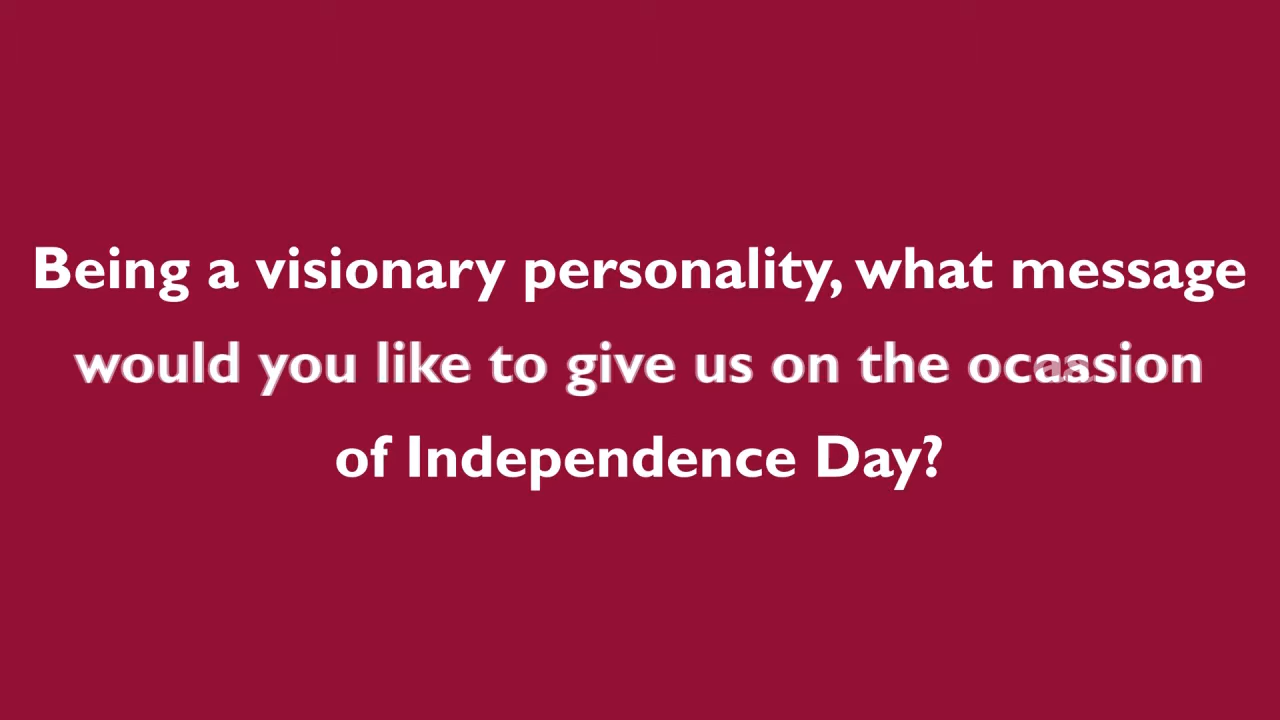 Being a visionary personality, what message
would you like to give us on the ocassion
of Independence Day?